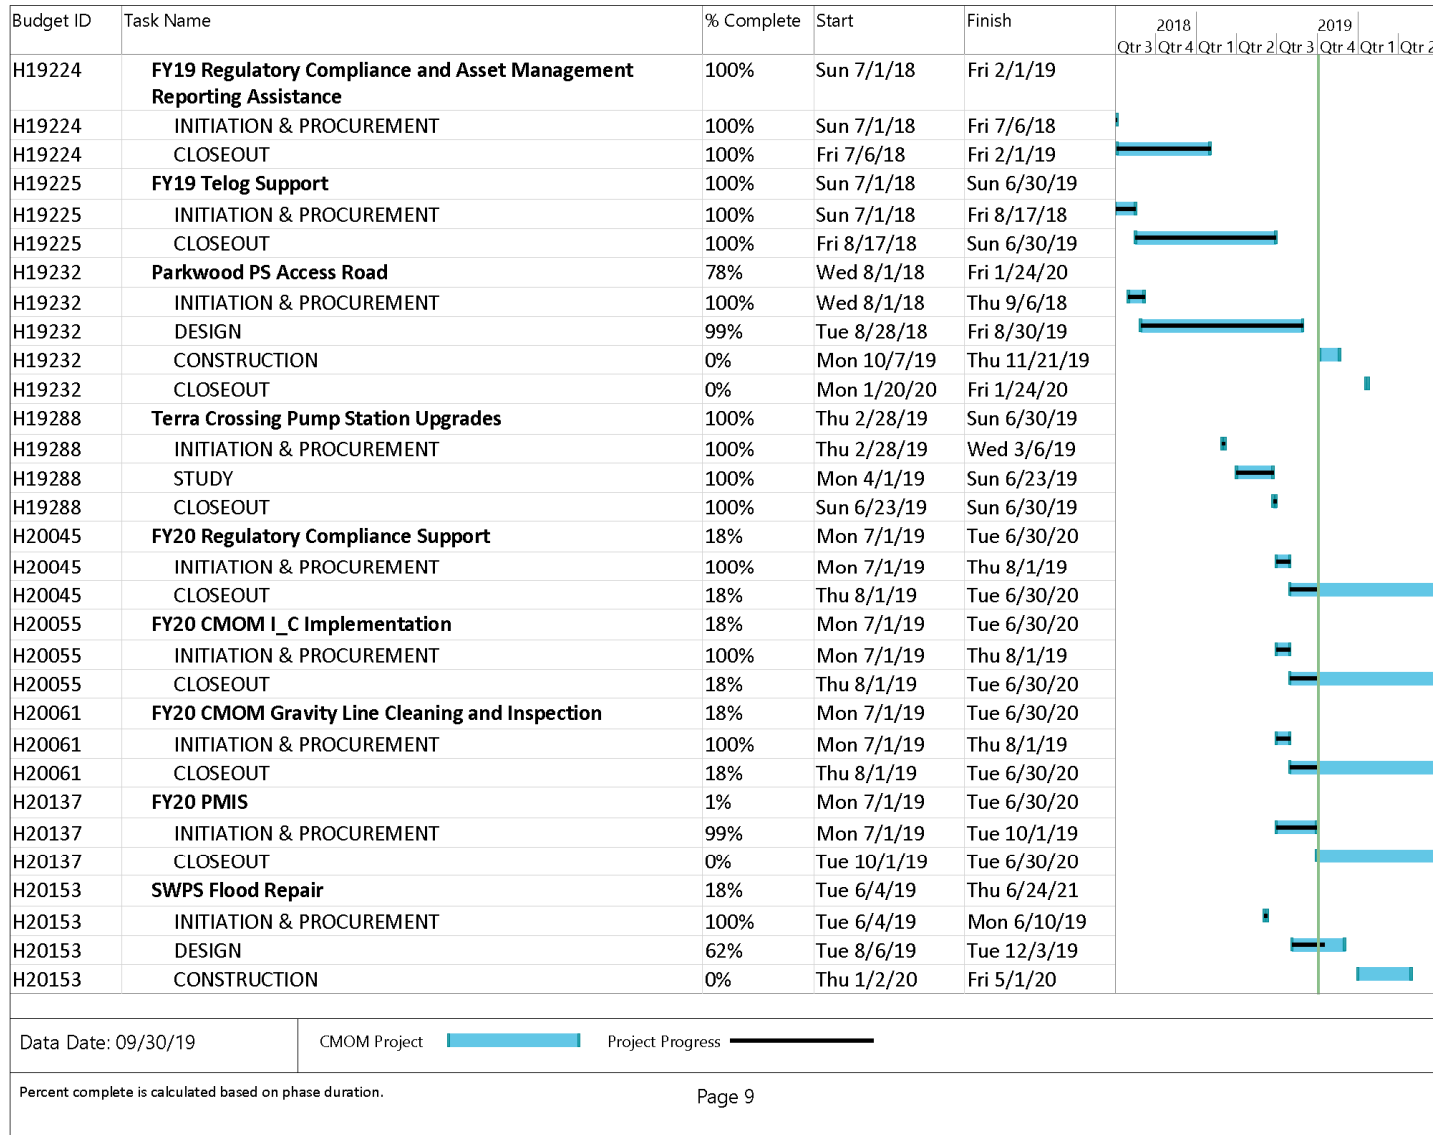 Budget ID Task Name % Complete Start Finish 2018 2019
Qtr 3 Qtr 4 Qtr 1 Qtr 2 Qtr 3 Qtr 4 Qtr 1 Qtr 2
H19224 FY19 Regulatory Compliance and Asset Management 100% Sun 7/1/18 Fri 2/1/19
Reporting Assistance
H19224 INITIATION & PROCUREMENT 100% Sun 7/1/18 Fri 7/6/18
H19224 CLOSEOUT 100% Fri 7/6/18 Fri 2/1/19
H19225 FY19 Telog Support 100% Sun 7/1/18 Sun 6/30/19
H19225 INITIATION & PROCUREMENT 100% Sun 7/1/18 Fri 8/17/18
H19225 CLOSEOUT 100% Fri 8/17/18 Sun 6/30/19
H19232 Parkwood PS Access Road 78% Wed 8/1/18 Fri 1/24/20
H19232 INITIATION & PROCUREMENT 100% Wed 8/1/18 Thu 9/6/18
H19232 DESIGN 99% Tue 8/28/18 Fri 8/30/19
H19232 CONSTRUCTION 0% Mon 10/7/19 Thu 11/21/19
H19232 CLOSEOUT 0% Mon 1/20/20 Fri 1/24/20
H19288 Terra Crossing Pump Station Upgrades 100% Thu 2/28/19 Sun 6/30/19
H19288 INITIATION & PROCUREMENT 100% Thu 2/28/19 Wed 3/6/19
H19288 STUDY 100% Mon 4/1/19 Sun 6/23/19
H19288 CLOSEOUT 100% Sun 6/23/19 Sun 6/30/19
H20045 FY20 Regulatory Compliance Support 18% Mon 7/1/19 Tue 6/30/20
H20045 INITIATION & PROCUREMENT 100% Mon 7/1/19 Thu 8/1/19
H20045 CLOSEOUT 18% Thu 8/1/19 Tue 6/30/20
H20055 FY20 CMOM I_C Implementation 18% Mon 7/1/19 Tue 6/30/20
H20055 INITIATION & PROCUREMENT 100% Mon 7/1/19 Thu 8/1/19
H20055 CLOSEOUT 18% Thu 8/1/19 Tue 6/30/20
H20061 FY20 CMOM Gravity Line Cleaning and Inspection 18% Mon 7/1/19 Tue 6/30/20
H20061 INITIATION & PROCUREMENT 100% Mon 7/1/19 Thu 8/1/19
H20061 CLOSEOUT 18% Thu 8/1/19 Tue 6/30/20
H20137 FY20 PMIS 1% Mon 7/1/19 Tue 6/30/20
H20137 INITIATION & PROCUREMENT 99% Mon 7/1/19 Tue 10/1/19
H20137 CLOSEOUT 0% Tue 10/1/19 Tue 6/30/20
H20153 SWPS Flood Repair 18% Tue 6/4/19 Thu 6/24/21
H20153 INITIATION & PROCUREMENT 100% Tue 6/4/19 Mon 6/10/19
H20153 DESIGN 62% Tue 8/6/19 Tue 12/3/19
H20153 CONSTRUCTION 0% Thu 1/2/20 Fri 5/1/20
Data Date: 09/30/19 CMOM Project Project Progress
Percent complete is calculated based on phase duration.
Page 9